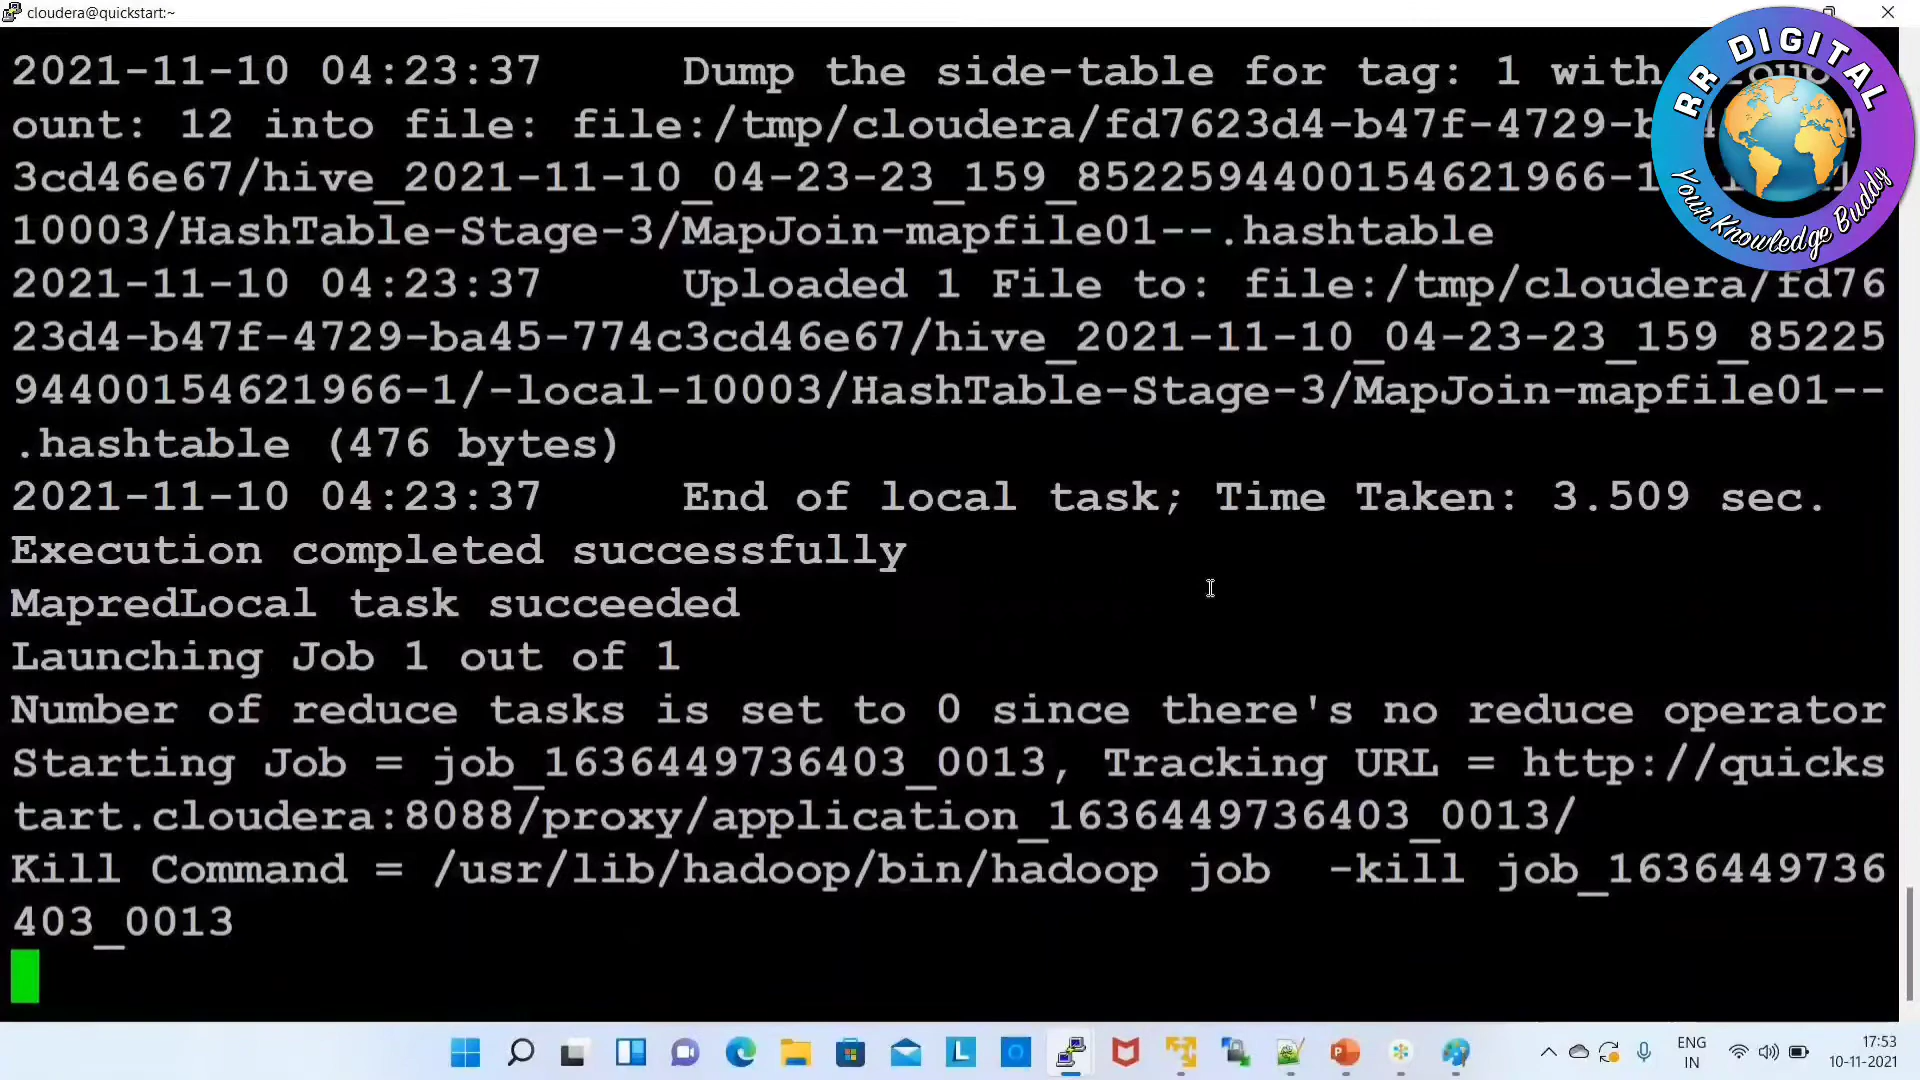 cloudera@quickstart:~
2021-11-10 04:23:37 Dump the side-table for tag: 1 with
ount: 12 into file: file:/tmp/cloudera/fd7623d4-b47f-4729-b
3cd46e67/hive_2021-11-10_04-23-23_159_8522594400154621966-1
10003/HashTable-Stage-3/MapJoin-mapfile01--.hashtable
2021-11-10 04:23:37 Uploaded 1 File to: file:/tmp/cloudera/fd76
23d4-b47f-4729-ba45-774c3cd46e67/hive_2021-11-10_04-23-23_159_85225
94400154621966-1/-local-10003/HashTable-Stage-3/MapJoin-mapfile01--
.hashtable (476 bytes)
2021-11-10 04:23:37 End of local task; Time Taken: 3.509 sec.
Execution completed successfully
MapredLocal task succeeded
Launching Job 1 out of 1
Number of reduce tasks is set to 0 since there's no reduce operator
Starting Job = job_1636449736403_0013, Tracking URL = http://quicks
tart.cloudera:8088/proxy/application_1636449736403_0013/
Kill Command = /usr/lib/hadoop/bin/hadoop job  -kill job_1636449736
403_0013
RR DIGITAL
Your Knowledge Buddy
ENG
IN
17:53
10-11-2021